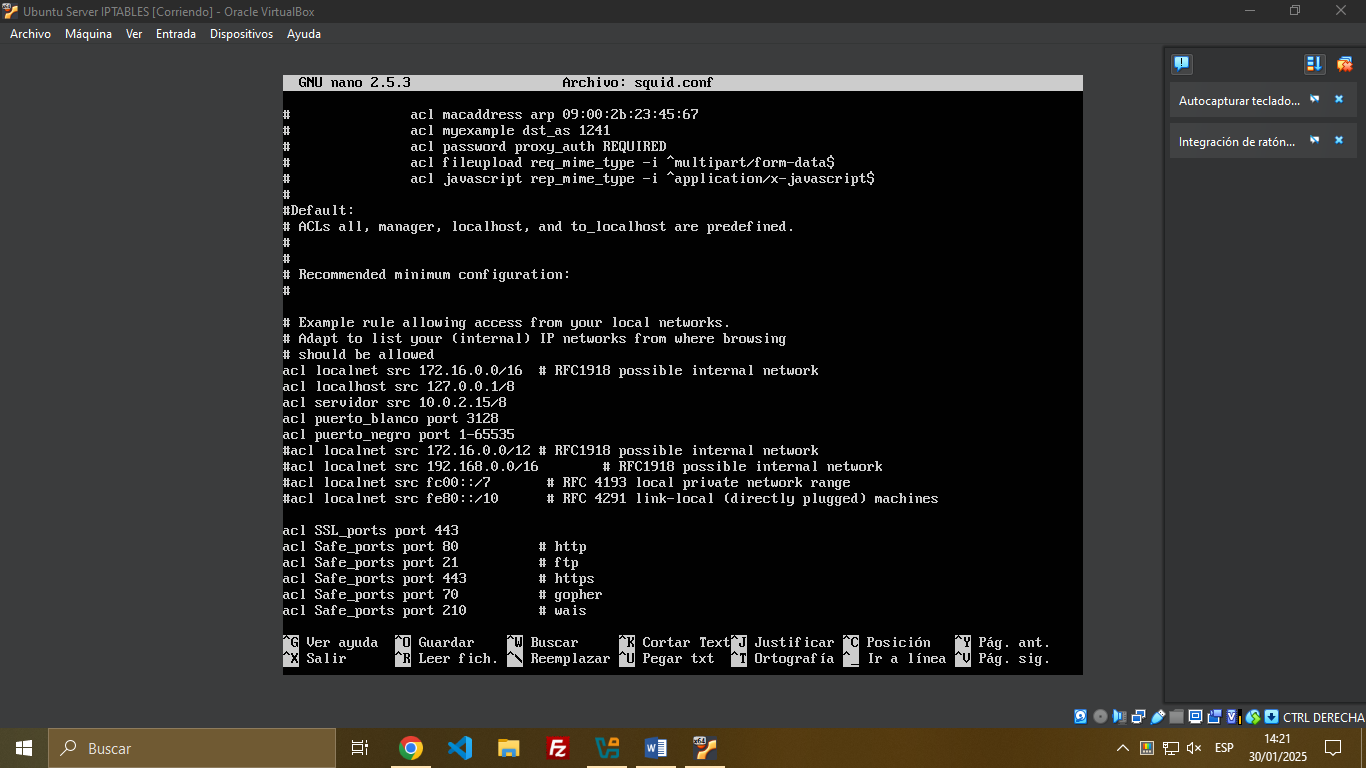 Ubuntu Server IPTABLES [Corriendo] - Oracle VirtualBox
Archivo Máquina Ver Entrada Dispositivos Ayuda
GNU nano 2.5.3 Archivo: squid.conf
# acl macaddress arp 09:00:2b:23:45:67
# acl myexample dst_as 1241
# acl password proxy_auth REQUIRED
# acl fileupload req_mime_type -i ^multipart/form-data$
# acl javascript rep_mime_type -i ^application/x-javascript$
#
#Default:
# ACLs all, manager, localhost, and to_localhost are predefined.
#
#
# Recommended minimum configuration:
#
# Example rule allowing access from your local networks.
# Adapt to list your (internal) IP networks from where browsing
# should be allowed
acl localnet src 172.16.0.0/16 # RFC1918 possible internal network
acl localhost src 127.0.0.1/8
acl servidor src 10.0.2.15/8
acl puerto_blanco port 3128
acl puerto_negro port 1-65535
#acl localnet src 172.16.0.0/12 # RFC1918 possible internal network
#acl localnet src 192.168.0.0/16 # RFC1918 possible internal network
#acl localnet src fc00::/7 # RFC 4193 local private network range
#acl localnet src fe80::/10 # RFC 4291 link-local (directly plugged) machines
acl SSL_ports port 443
acl Safe_ports port 80 # http
acl Safe_ports port 21 # ftp
acl Safe_ports port 443 # https
acl Safe_ports port 70 # gopher
acl Safe_ports port 210 # wais
^G Ver ayuda ^O Guardar ^W Buscar ^K Cortar Text ^J Justificar ^C Posición ^Y Pág. ant.
^X Salir ^R Leer fich. ^\ Reemplazar ^U Pegar txt ^T Ortografía ^_ Ir a línea ^V Pág. sig.
Autocapturar teclado...
Integración de ratón...
CTRL DERECHA
Buscar
ESP
14:21
30/01/2025